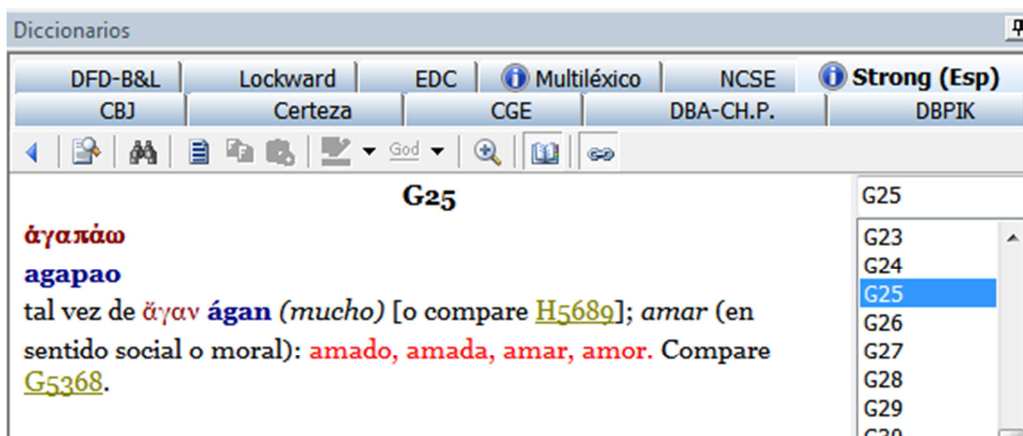 Diccionarios
DFD-B&L Lockward EDC Multiléxico NCSE Strong (Esp)
CBJ Certeza CGE DBA-CH.P. DBPIK
God
G25
ἀγαπάω
agapao
tal vez de ἄγαν ágan (mucho) [o compare H5689]; amar (en
sentido social o moral): amado, amada, amar, amor. Compare
G5368.
G25
G23
G24
G25
G26
G27
G28
G29